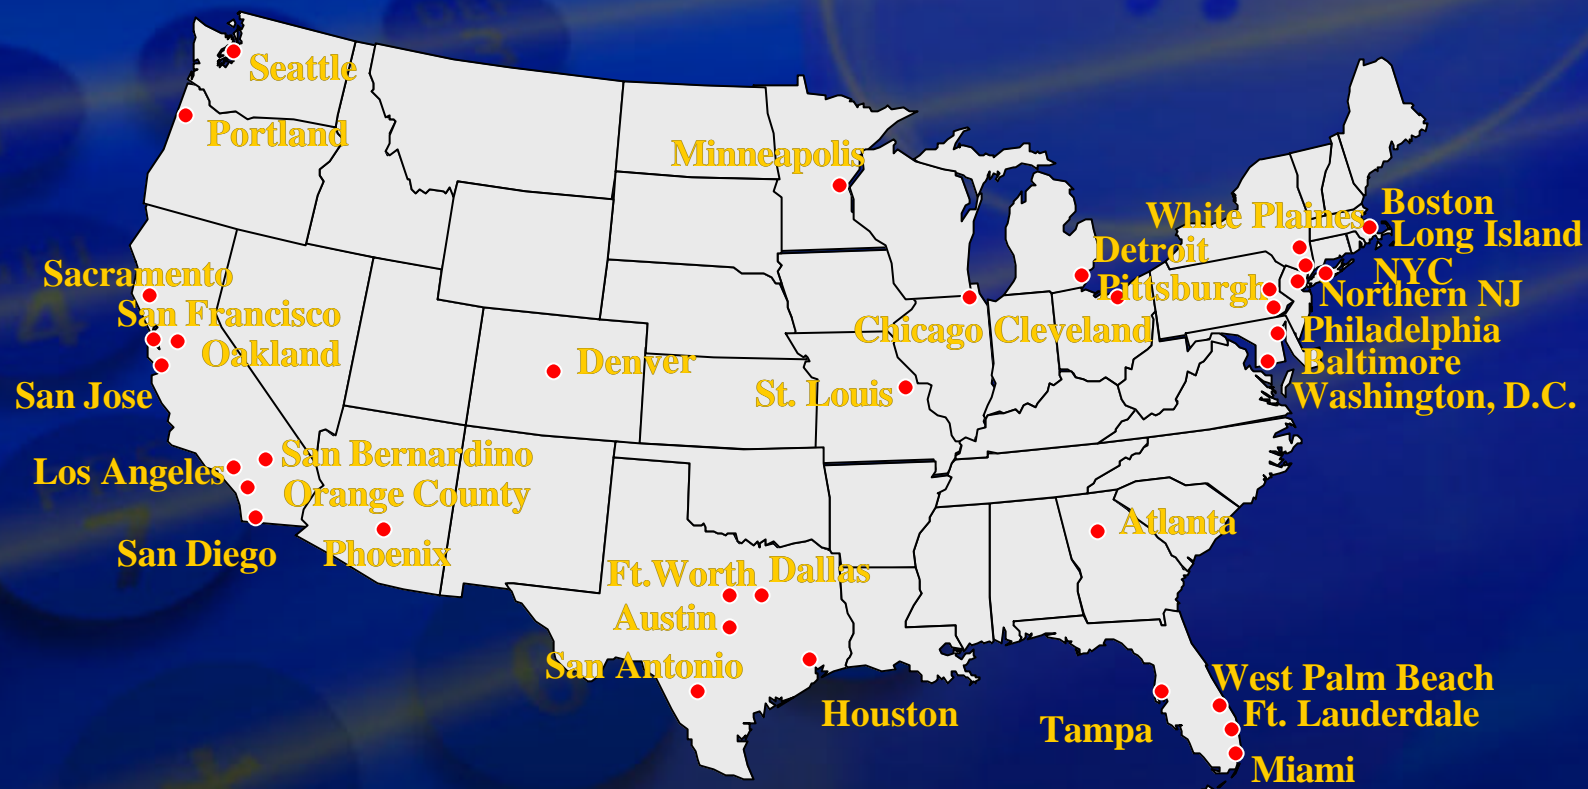 Seattle
Portland
Minneapolis
White Plaines
Boston
Long Island
Detroit
NYC
Sacramento
Pittsburgh
Northern NJ
San Francisco
Chicago
Cleveland
Philadelphia
Oakland
Denver
Baltimore
San Jose
St. Louis
Washington, D.C.
San Bernardino
Los Angeles
Orange County
Atlanta
San Diego
Phoenix
Ft.Worth
Dallas
Austin
San Antonio
West Palm Beach
Houston
Ft. Lauderdale
Tampa
Miami